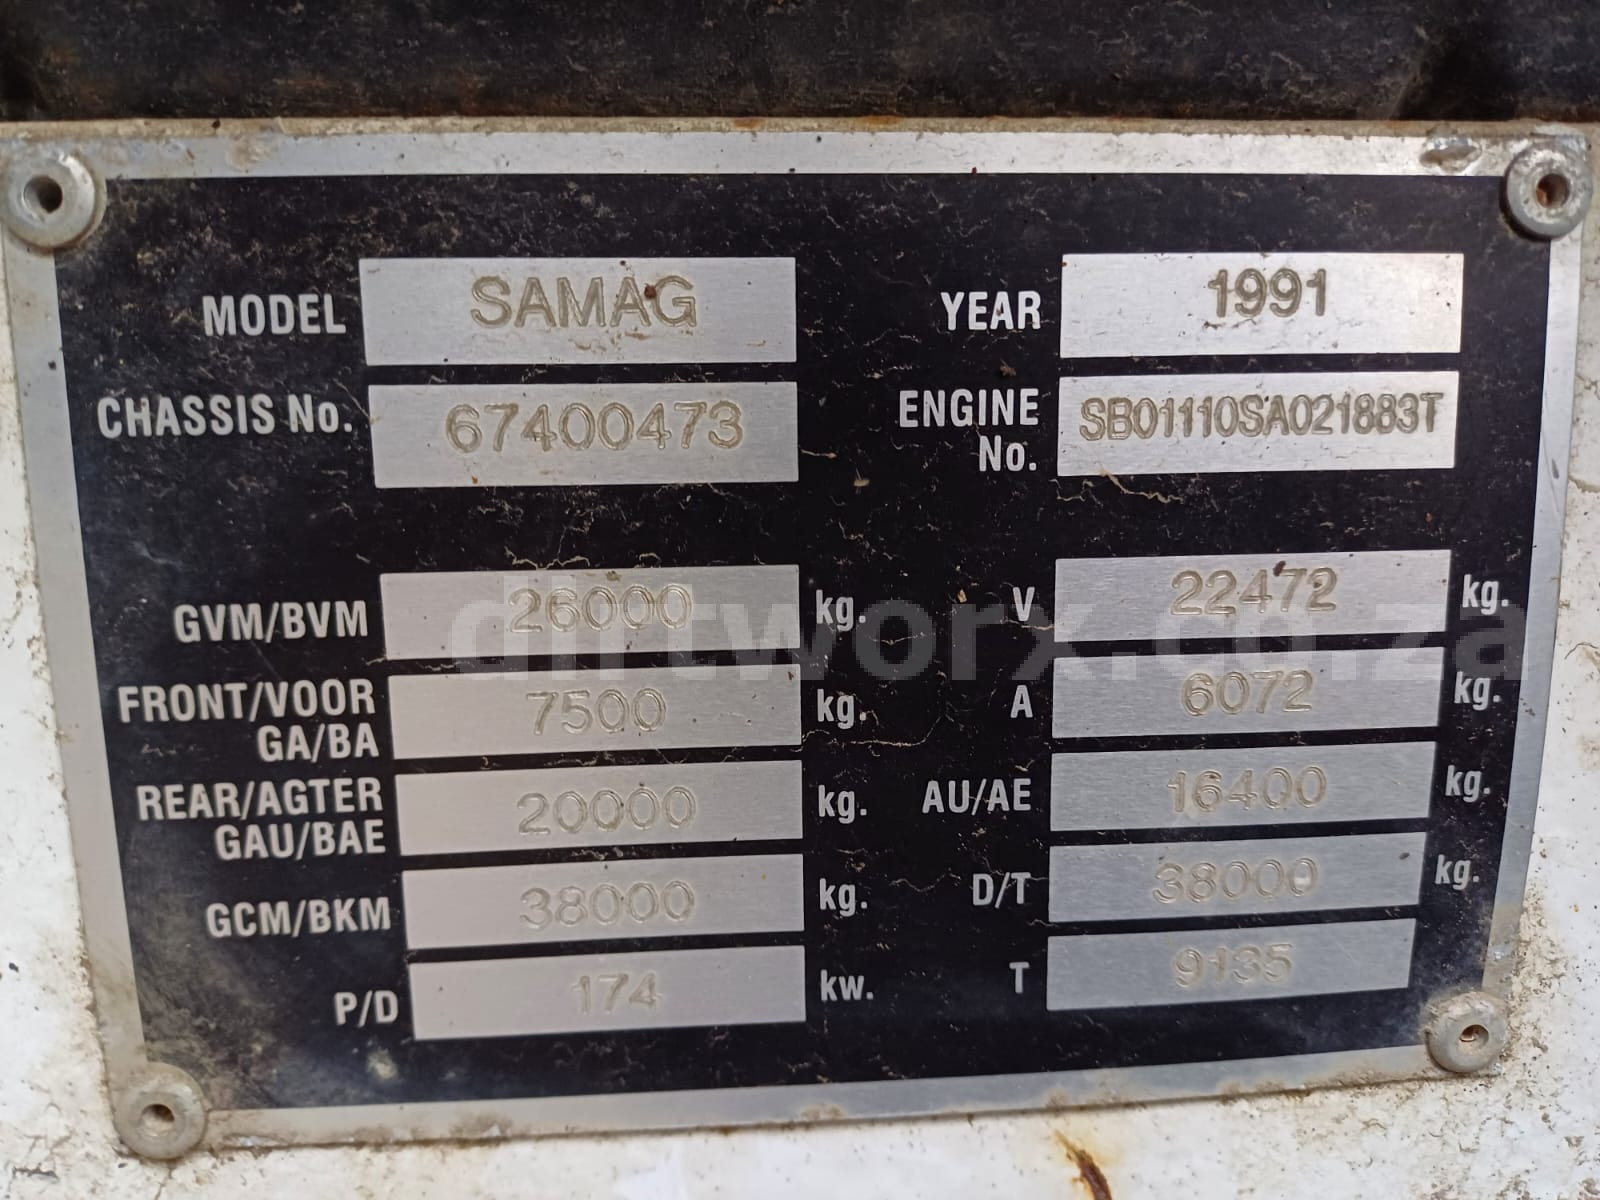 MODEL SAMAG YEAR 1991
CHASSIS No. 67400473 ENGINE No. SB01110SA021883T
GVM/BVM 26000 kg. V 22472 kg.
FRONT/VOOR GA/BA 7500 kg. A 6072 kg.
REAR/AGTER GAU/BAE 20000 kg. AU/AE 16400 kg.
GCM/BKM 38000 kg. D/T 38000 kg.
P/D 174 kw. T 9135
dirtworx.co.za